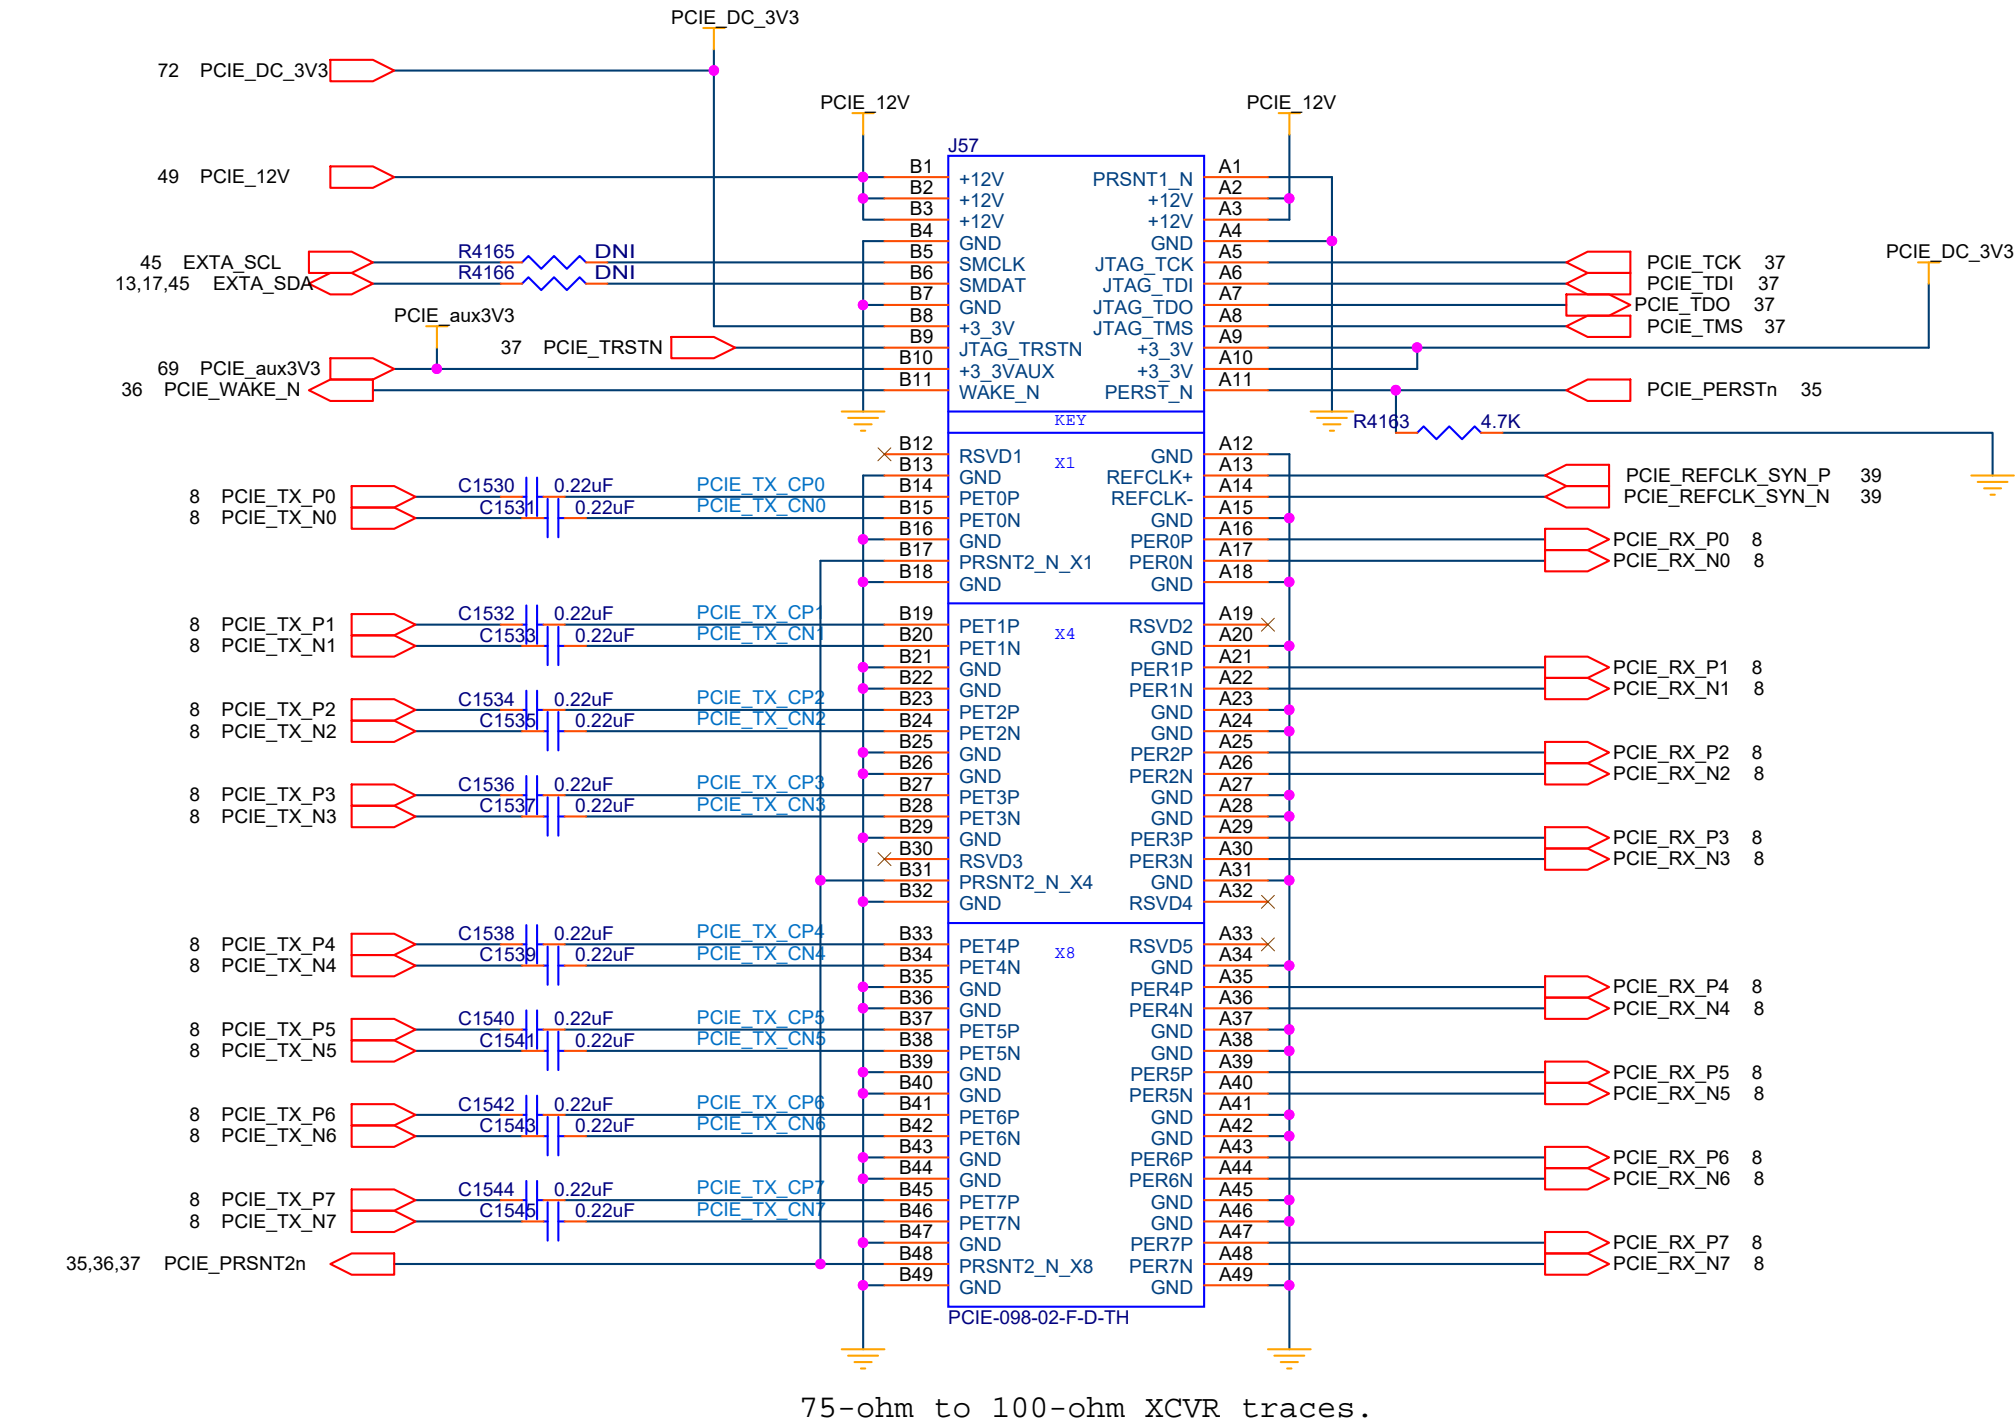 PCIE_DC_3V3
72 PCIE_DC_3V3
PCIE_12V PCIE_12V
J57
49 PCIE_12V B1 +12V PRSNT1_N A1
B2 +12V +12V A2
B3 +12V +12V A3
B4 GND GND A4
45 EXTA_SCL R4165 DNI B5 SMCLK JTAG_TCK A5 PCIE_TCK 37
13,17,45 EXTA_SDA R4166 DNI B6 SMDAT JTAG_TDI A6 PCIE_TDI 37
PCIE_DC_3V3
B7 GND JTAG_TDO A7 PCIE_TDO 37
PCIE_aux3V3 B8 +3_3V JTAG_TMS A8 PCIE_TMS 37
37 PCIE_TRSTN B9 JTAG_TRSTN +3_3V A9
69 PCIE_aux3V3 B10 +3_3VAUX +3_3V A10
36 PCIE_WAKE_N B11 WAKE_N PERST_N A11 PCIE_PERSTn 35
KEY R4163 4.7K
B12 RSVD1 X1 GND A12
B13 GND REFCLK+ A13 PCIE_REFCLK_SYN_P 39
8 PCIE_TX_P0 C1530 0.22uF PCIE_TX_CP0 B14 PET0P REFCLK- A14 PCIE_REFCLK_SYN_N 39
8 PCIE_TX_N0 C1531 0.22uF PCIE_TX_CN0 B15 PET0N GND A15
B16 GND PER0P A16 PCIE_RX_P0 8
B17 PRSNT2_N_X1 PER0N A17 PCIE_RX_N0 8
B18 GND GND A18
8 PCIE_TX_P1 C1532 0.22uF PCIE_TX_CP1 B19 PET1P X4 RSVD2 A19
8 PCIE_TX_N1 C1533 0.22uF PCIE_TX_CN1 B20 PET1N GND A20
B21 GND PER1P A21 PCIE_RX_P1 8
B22 GND PER1N A22 PCIE_RX_N1 8
8 PCIE_TX_P2 C1534 0.22uF PCIE_TX_CP2 B23 PET2P GND A23
8 PCIE_TX_N2 C1535 0.22uF PCIE_TX_CN2 B24 PET2N GND A24
B25 GND PER2P A25 PCIE_RX_P2 8
B26 GND PER2N A26 PCIE_RX_N2 8
8 PCIE_TX_P3 C1536 0.22uF PCIE_TX_CP3 B27 PET3P GND A27
8 PCIE_TX_N3 C1537 0.22uF PCIE_TX_CN3 B28 PET3N GND A28
B29 GND PER3P A29 PCIE_RX_P3 8
B30 RSVD3 PER3N A30 PCIE_RX_N3 8
B31 PRSNT2_N_X4 GND A31
B32 GND RSVD4 A32
8 PCIE_TX_P4 C1538 0.22uF PCIE_TX_CP4 B33 PET4P X8 RSVD5 A33
8 PCIE_TX_N4 C1539 0.22uF PCIE_TX_CN4 B34 PET4N GND A34
B35 GND PER4P A35 PCIE_RX_P4 8
B36 GND PER4N A36 PCIE_RX_N4 8
8 PCIE_TX_P5 C1540 0.22uF PCIE_TX_CP5 B37 PET5P GND A37
8 PCIE_TX_N5 C1541 0.22uF PCIE_TX_CN5 B38 PET5N GND A38
B39 GND PER5P A39 PCIE_RX_P5 8
B40 GND PER5N A40 PCIE_RX_N5 8
8 PCIE_TX_P6 C1542 0.22uF PCIE_TX_CP6 B41 PET6P GND A41
8 PCIE_TX_N6 C1543 0.22uF PCIE_TX_CN6 B42 PET6N GND A42
B43 GND PER6P A43 PCIE_RX_P6 8
B44 GND PER6N A44 PCIE_RX_N6 8
8 PCIE_TX_P7 C1544 0.22uF PCIE_TX_CP7 B45 PET7P GND A45
8 PCIE_TX_N7 C1545 0.22uF PCIE_TX_CN7 B46 PET7N GND A46
B47 GND PER7P A47 PCIE_RX_P7 8
35,36,37 PCIE_PRSNT2n B48 PRSNT2_N_X8 PER7N A48 PCIE_RX_N7 8
B49 GND GND A49
PCIE-098-02-F-D-TH
75-ohm to 100-ohm XCVR traces.